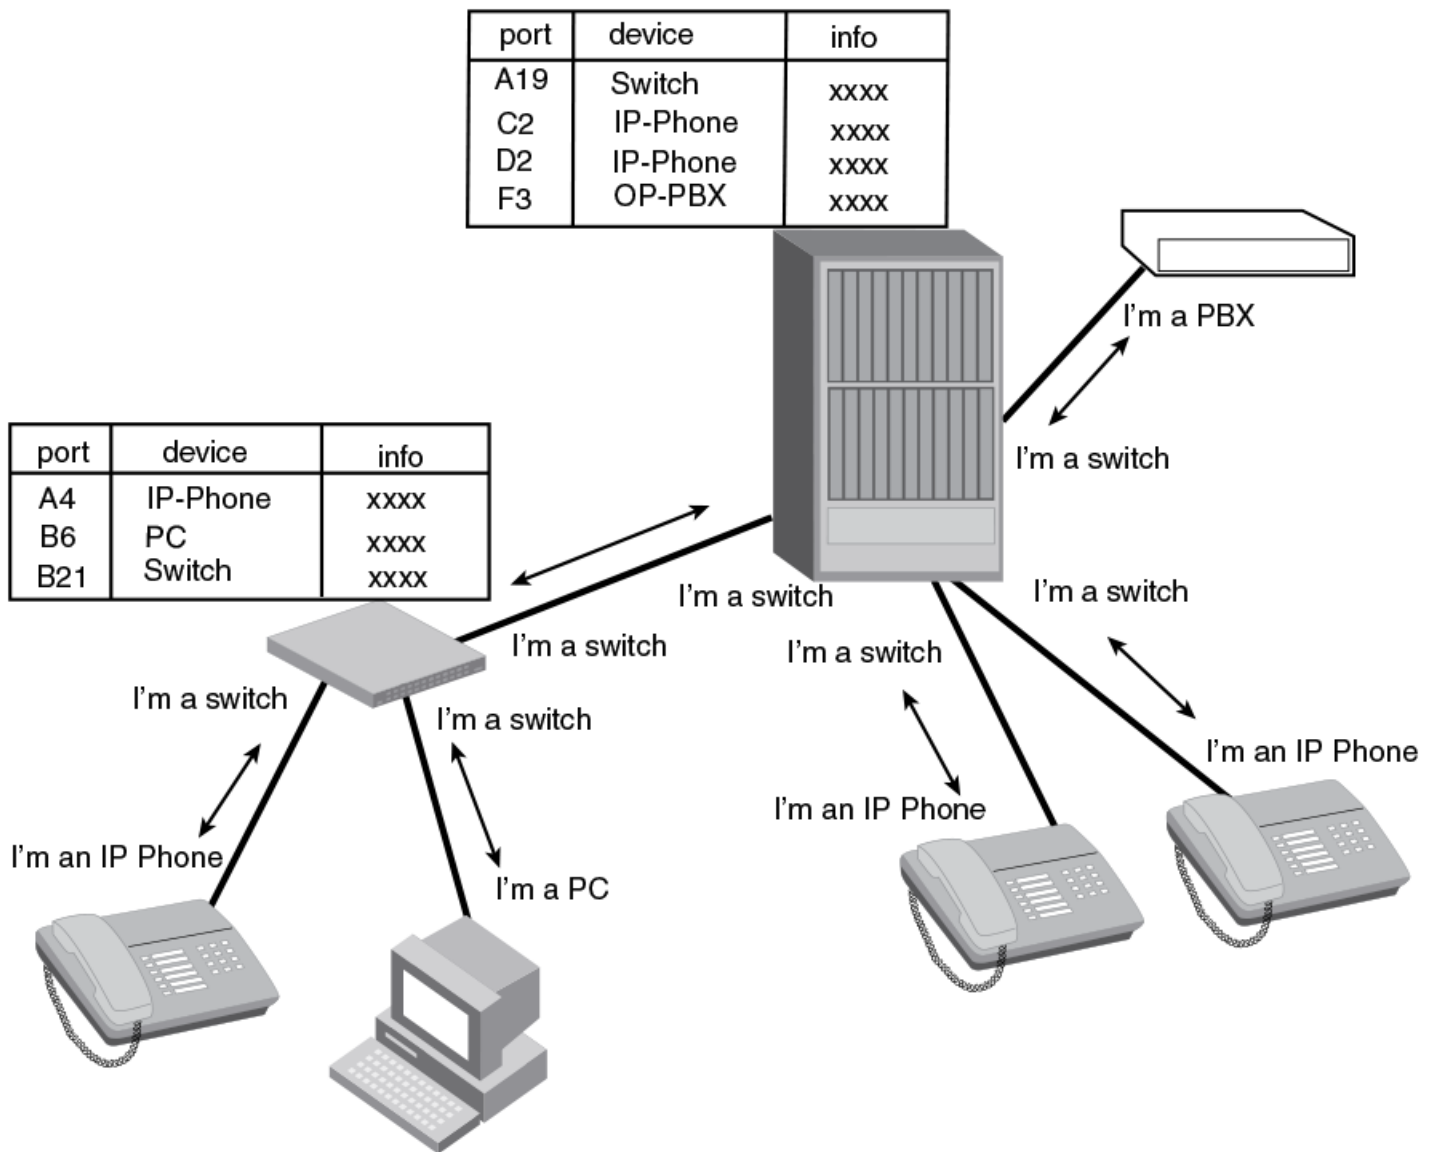 port device info
A19 Switch xxxx
C2 IP-Phone xxxx
D2 IP-Phone xxxx
F3 OP-PBX xxxx
I'm a PBX
I'm a switch
port device info
A4 IP-Phone xxxx
B6 PC xxxx
B21 Switch xxxx
I'm a switch
I'm a switch
I'm a switch
I'm a switch
I'm a switch
I'm a switch
I'm an IP Phone
I'm an IP Phone
I'm an IP Phone
I'm a PC